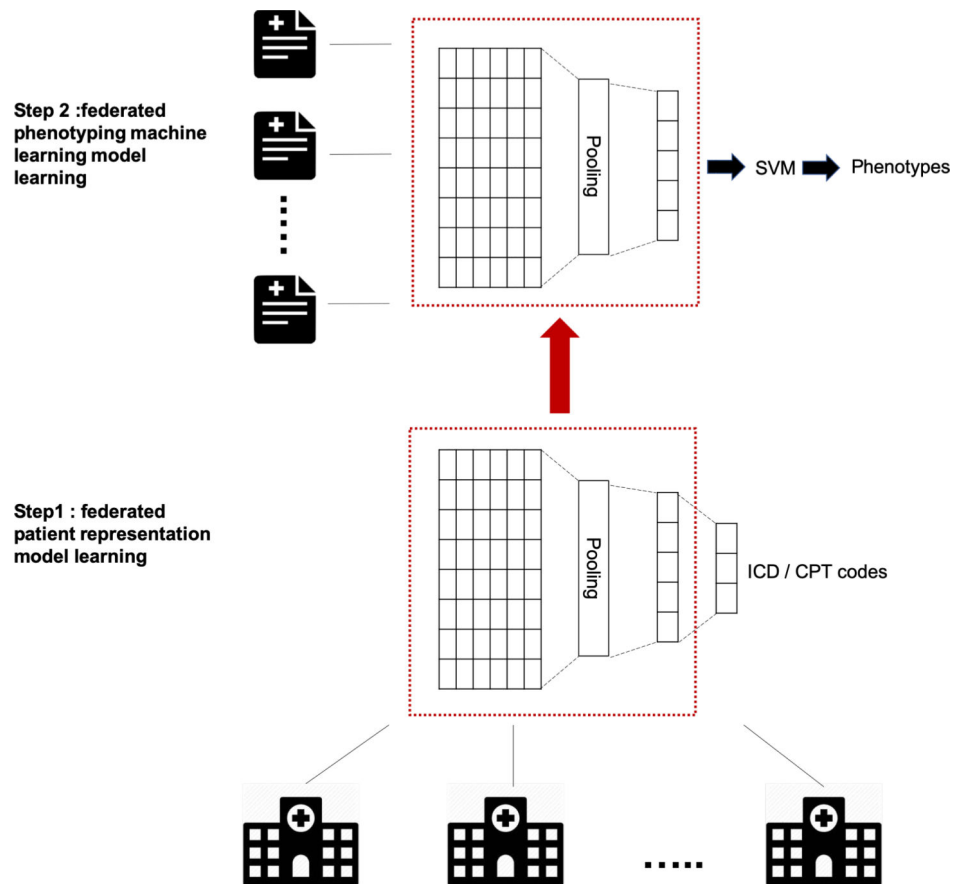 Step 2 :federated
phenotyping machine
learning model
learning
Pooling
SVM
Phenotypes
Step1 : federated
patient representation
model learning
Pooling
ICD / CPT codes